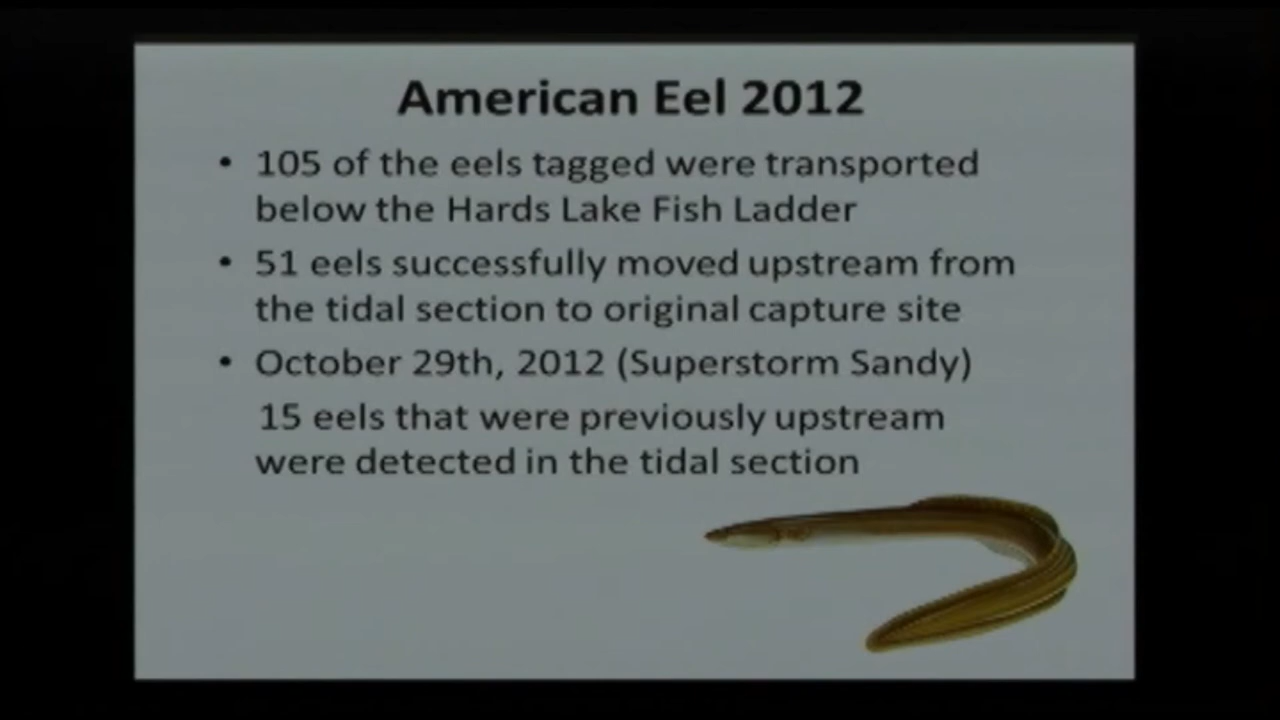 American Eel 2012
• 105 of the eels tagged were transported
below the Hards Lake Fish Ladder
• 51 eels successfully moved upstream from
the tidal section to original capture site
• October 29th, 2012 (Superstorm Sandy)
15 eels that were previously upstream
were detected in the tidal section